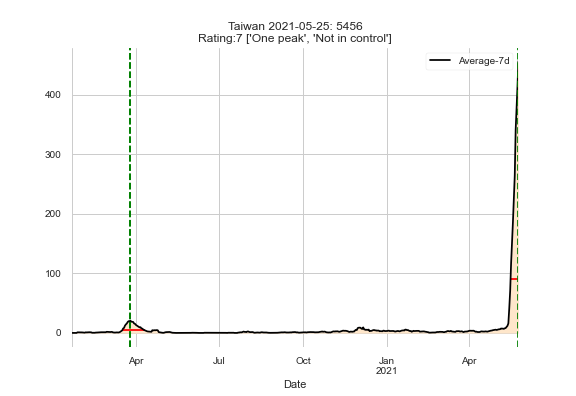 Taiwan 2021-05-25: 5456
Rating:7 ['One peak', 'Not in control']
Average-7d
400
300
200
100
0
Apr
Jul
Oct
Jan
2021
Apr
Date